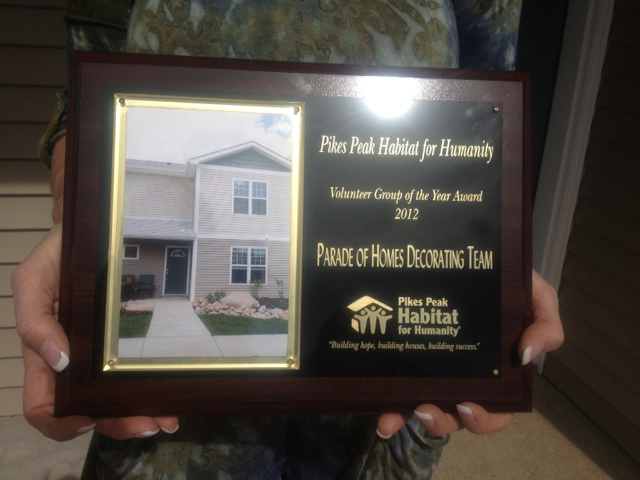 Pikes Peak Habitat for Humanity
Volunteer Group of the Year Award
2012
PARADE OF HOMES DECORATING TEAM
Pikes Peak
Habitat
for Humanity®
"Building hope, building houses, building success."